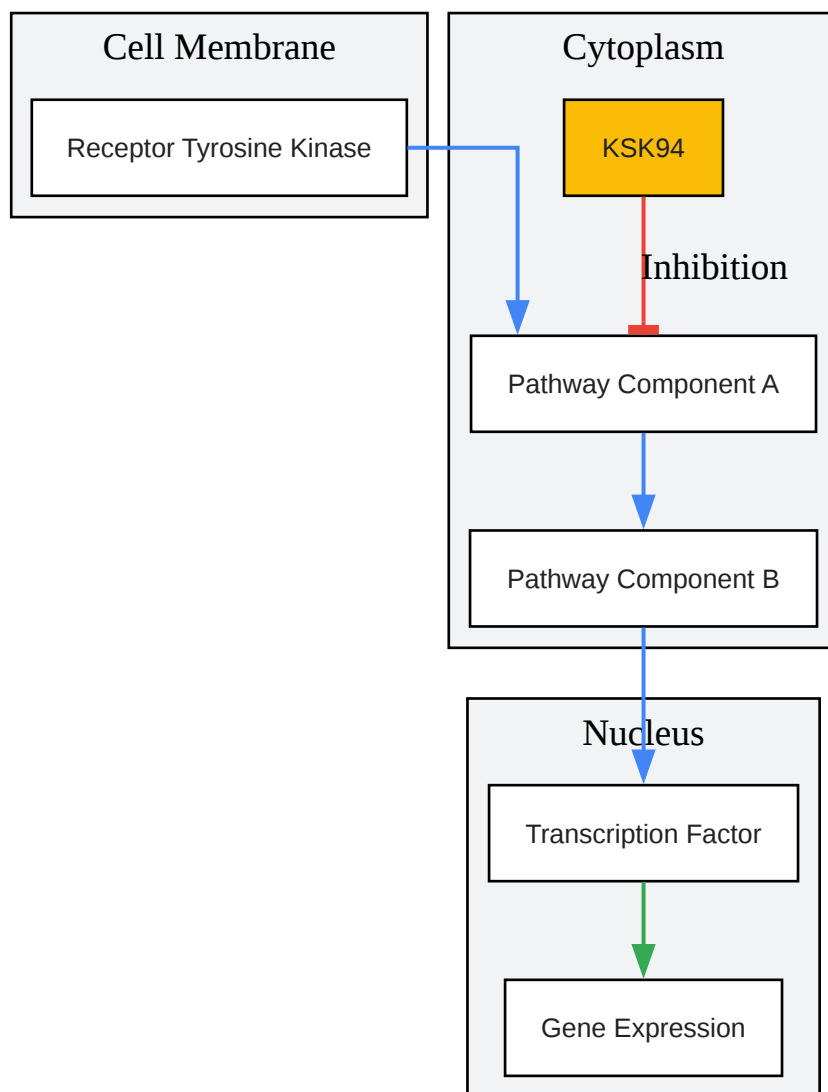 Cell Membrane
Receptor Tyrosine Kinase
Cytoplasm
KSK94
Inhibition
Pathway Component A
Pathway Component B
Nucleus
Transcription Factor
Gene Expression